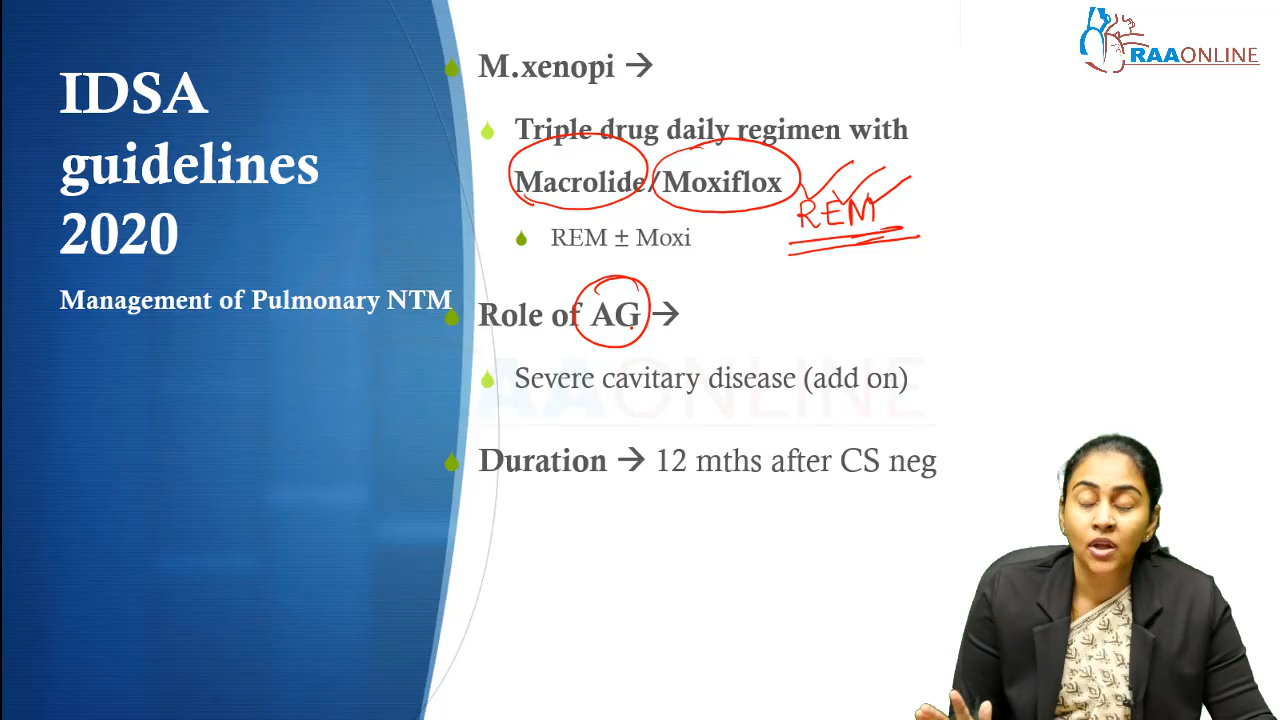 IDSA
guidelines
2020
Management of Pulmonary NTM
M.xenopi →
Triple drug daily regimen with
Macrolide/Moxiflox
REM
REM ± Moxi
Role of AG →
Severe cavitary disease (add on)
Duration → 12 mths after CS neg
RAAONLINE
RAAONLINE